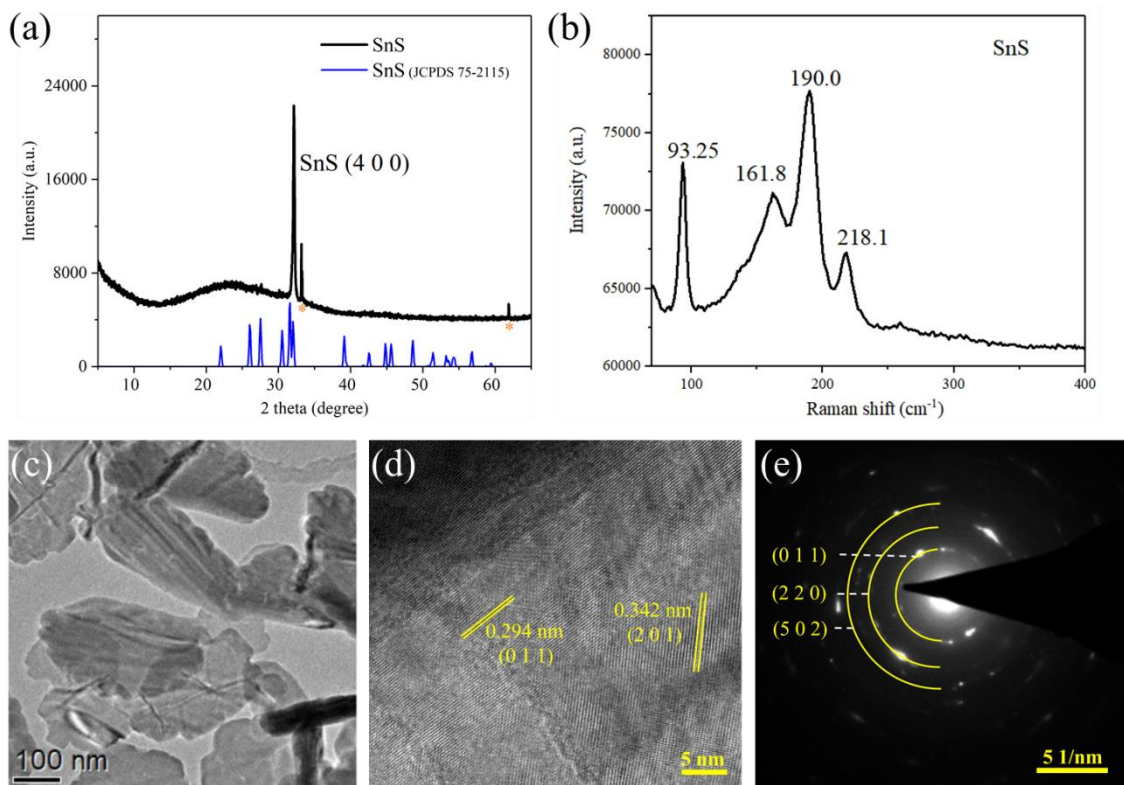 (a)
SnS
SnS (JCPDS 75-2115)
24000
16000
8000
0
SnS (4 0 0)
*
*
10 20 30 40 50 60
2 theta (degree)
Intensity (a.u.)
(b)
SnS
80000
75000
70000
65000
60000
93.25
161.8
190.0
218.1
100 200 300 400
Raman shift (cm-1)
Intensity (a.u.)
(c)
100 nm
(d)
0.294 nm
(0 1 1)
0.342 nm
(2 0 1)
5 nm
(e)
(0 1 1)
(2 2 0)
(5 0 2)
5 1/nm